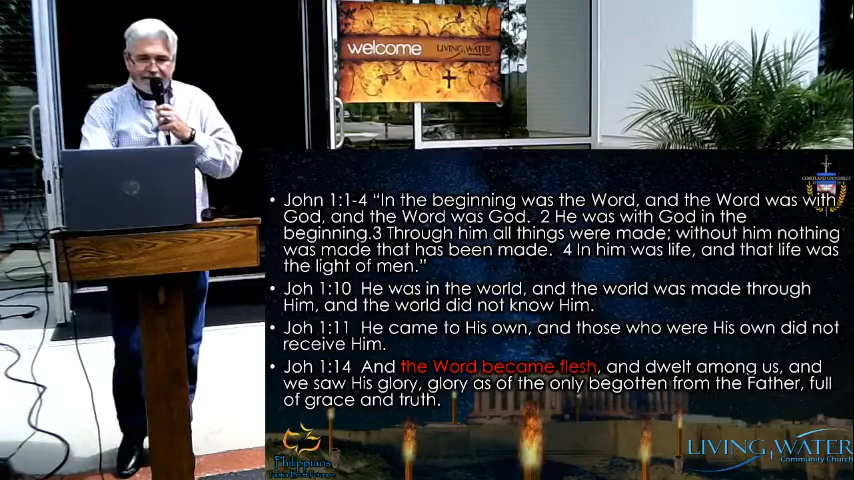 welcome
LIVING WATER
• John 1:1-4 “In the beginning was the Word, and the Word was with
God, and the Word was God.  2 He was with God in the
beginning.3 Through him all things were made; without him nothing
was made that has been made.  4 In him was life, and that life was
the light of men.”
• Joh 1:10  He was in the world, and the world was made through
Him, and the world did not know Him.
• Joh 1:11  He came to His own, and those who were His own did not
receive Him.
• Joh 1:14  And the Word became flesh, and dwelt among us, and
we saw His glory, glory as of the only begotten from the Father, full
of grace and truth.
Philippians
LIVING WATER
Community Church